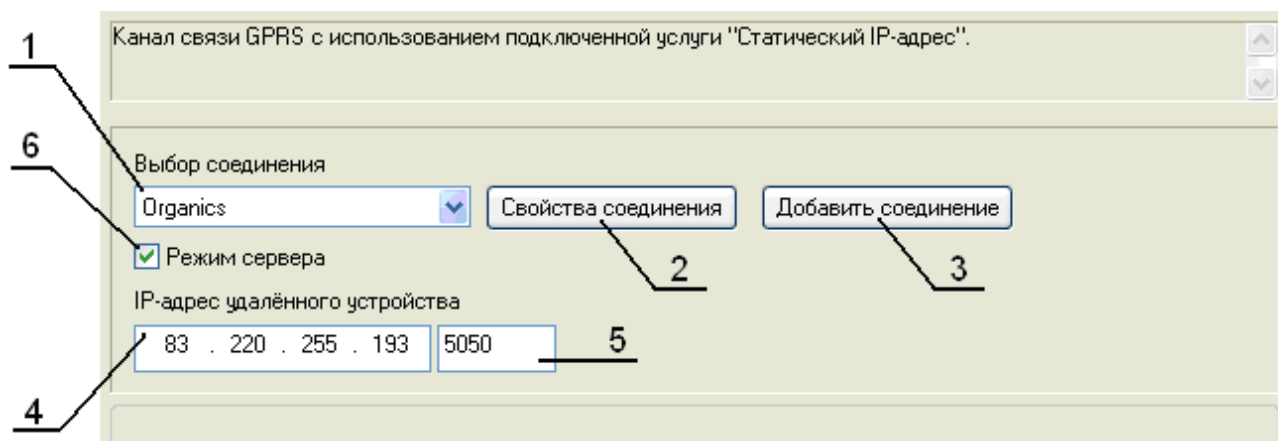 Канал связи GPRS с использованием подключенной услуги "Статический IP-адрес".
1
6
Выбор соединения
Organics
Свойства соединения
Добавить соединение
Режим сервера
2
3
IP-адрес удалённого устройства
83 . 220 . 255 . 193
5050
5
4